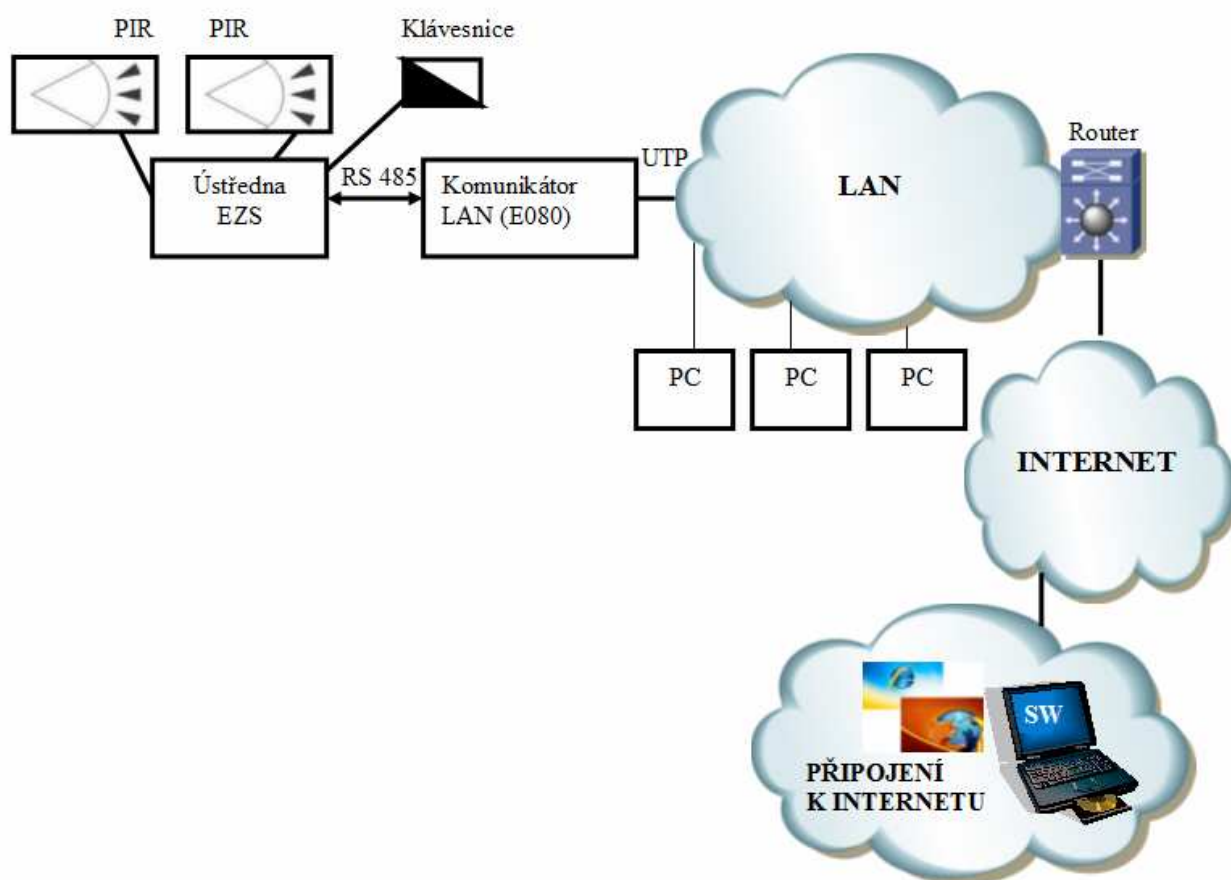 PIR
PIR
Klávesnice
Ústředna
EZS
RS 485
Komunikátor
LAN (E080)
UTP
LAN
Router
PC
PC
PC
INTERNET
SW
PŘIPOJENÍ
K INTERNETU